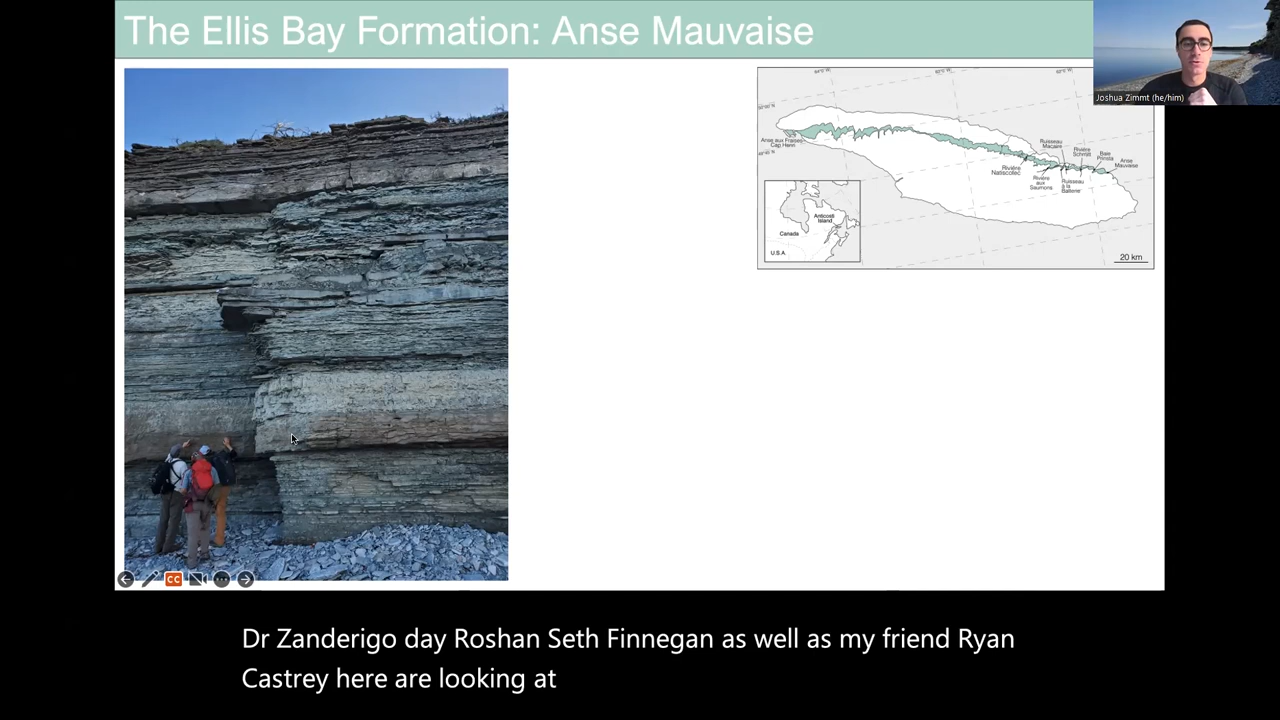 The Ellis Bay Formation: Anse Mauvaise
Joshua Zimmt (he/him)
Anse aux Fraises
Cap Henri
Rivière
Natiscotec
Rivière
aux
Saumons
Ruisseau
Macaire
Ruisseau
à la
Batterie
Rivière
Schmitt
Baie
Prinsta
Anse
Mauvaise
Anticosti
Island
Canada
U.S.A
20 km
CC
Dr Zanderigo day Roshan Seth Finnegan as well as my friend Ryan
Castrey here are looking at